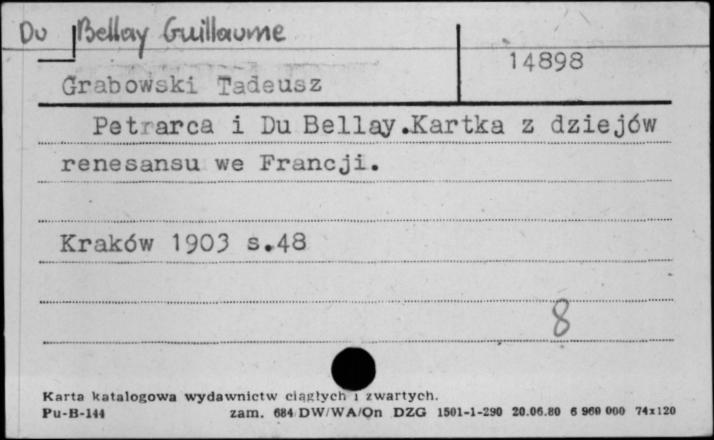 Du Bellay Guillaume
14898
Grabowski Tadeusz
Petrarca i Du Bellay.Kartka z dziejów
renesansu we Francji.
Kraków 1903 s.48
8
Karta katalogowa wydawnictw ciągłych i zwartych.
Pu-B-144 zam. 684/DW/WA/Qn DZG 1501-1-290 20.06.80 6 960 000 74x120